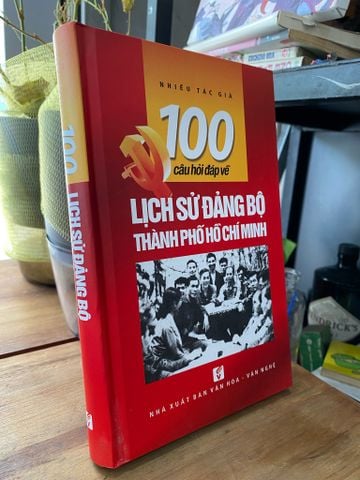 NHIỀU TÁC GIẢ
100
câu hỏi đáp về
LỊCH SỬ ĐẢNG BỘ
THÀNH PHỐ HỒ CHÍ MINH
NHÀ XUẤT BẢN VĂN HÓA - VĂN NGHỆ
100 LỊCH SỬ ĐẢNG BỘ